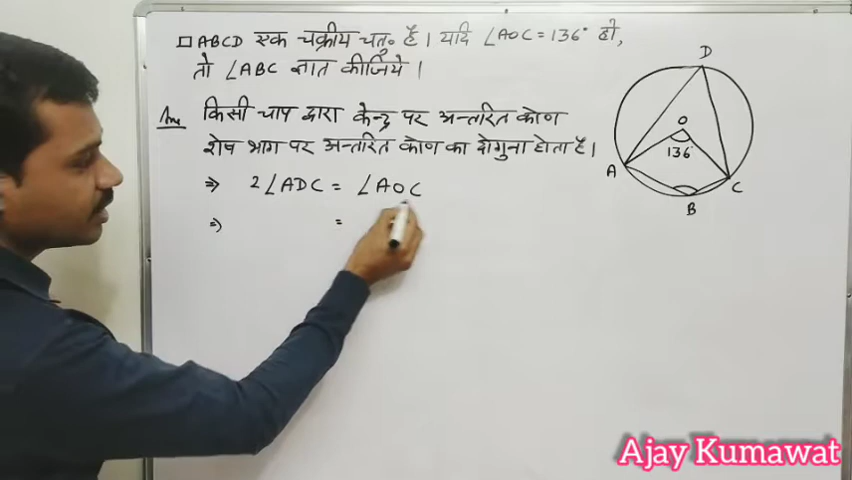 □ABCD एक चक्रीय चतु० है। यदि ∠AOC = 136° हो,
तो ∠ABC ज्ञात कीजिये।
Ans किसी चाप द्वारा केन्द्र पर अन्तरित कोण
शेष भाग पर अन्तरित कोण का दोगुना होता है।
⇒ 2∠ADC = ∠AOC
⇒ =
D
O
136°
A
C
B
Ajay Kumawat